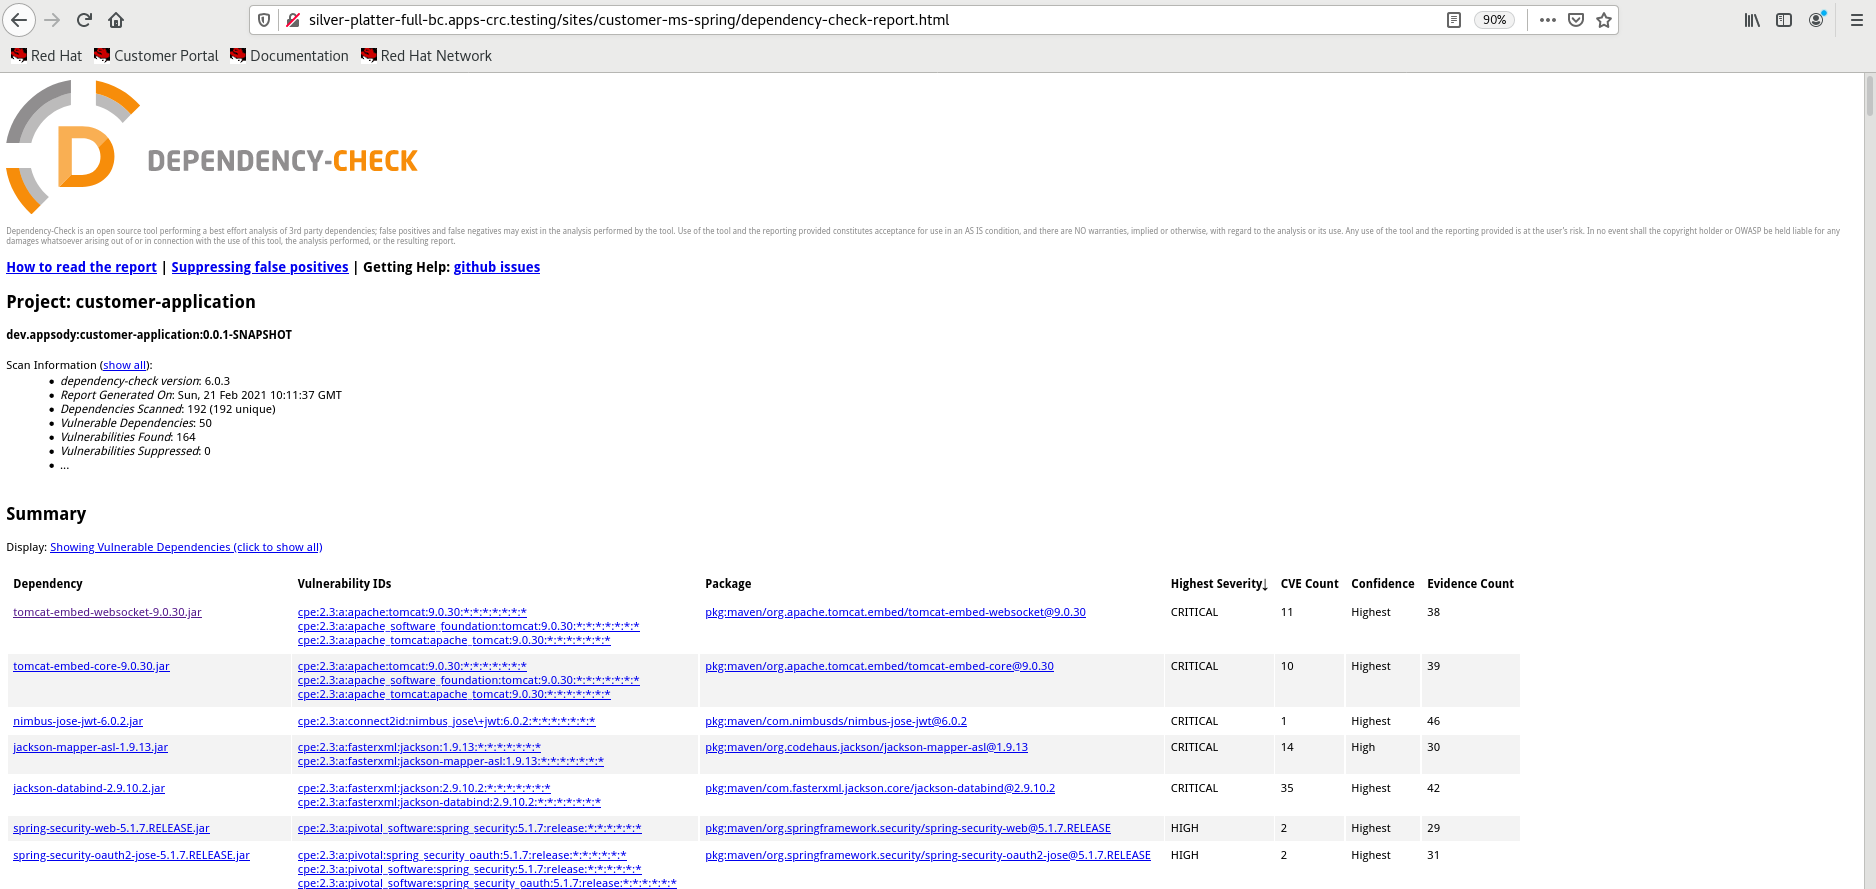 silver-platter-full-bc.apps-crc.testing/sites/customer-ms-spring/dependency-check-report.html
90%
Red Hat Customer Portal Documentation Red Hat Network
D DEPENDENCY-CHECK
Dependency-Check is an open source tool performing a best effort analysis of 3rd party dependencies; false positives and false negatives may exist in the analysis performed by the tool. Use of the tool and the reporting provided constitutes acceptance for use in an AS IS condition, and there are NO warranties, implied or otherwise, with regard to the analysis or its use. Any use of the tool and the reporting provided is at the user's risk. In no event shall the copyright holder or OWASP be held liable for any
damages whatsoever arising out of or in connection with the use of this tool, the analysis performed, or the resulting report.
How to read the report | Suppressing false positives | Getting Help: github issues
Project: customer-application
dev.appsody:customer-application:0.0.1-SNAPSHOT
Scan Information (show all):
• dependency-check version: 6.0.3
• Report Generated On: Sun, 21 Feb 2021 10:11:37 GMT
• Dependencies Scanned: 192 (192 unique)
• Vulnerable Dependencies: 50
• Vulnerabilities Found: 164
• Vulnerabilities Suppressed: 0
• ...
Summary
Display: Showing Vulnerable Dependencies (click to show all)
Dependency Vulnerability IDs Package Highest Severity↓ CVE Count Confidence Evidence Count
tomcat-embed-websocket-9.0.30.jar cpe:2.3:a:apache:tomcat:9.0.30:*:*:*:*:*:*:* pkg:maven/org.apache.tomcat.embed/tomcat-embed-websocket@9.0.30 CRITICAL 11 Highest 38
cpe:2.3:a:apache_software_foundation:tomcat:9.0.30:*:*:*:*:*:*:*
cpe:2.3:a:apache_tomcat:apache_tomcat:9.0.30:*:*:*:*:*:*:*
tomcat-embed-core-9.0.30.jar cpe:2.3:a:apache:tomcat:9.0.30:*:*:*:*:*:*:* pkg:maven/org.apache.tomcat.embed/tomcat-embed-core@9.0.30 CRITICAL 10 Highest 39
cpe:2.3:a:apache_software_foundation:tomcat:9.0.30:*:*:*:*:*:*:*
cpe:2.3:a:apache_tomcat:apache_tomcat:9.0.30:*:*:*:*:*:*:*
nimbus-jose-jwt-6.0.2.jar cpe:2.3:a:connect2id:nimbus_jose\+jwt:6.0.2:*:*:*:*:*:*:* pkg:maven/com.nimbusds/nimbus-jose-jwt@6.0.2 CRITICAL 1 Highest 46
jackson-mapper-asl-1.9.13.jar cpe:2.3:a:fasterxml:jackson:1.9.13:*:*:*:*:*:*:* pkg:maven/org.codehaus.jackson/jackson-mapper-asl@1.9.13 CRITICAL 14 High 30
cpe:2.3:a:fasterxml:jackson-mapper-asl:1.9.13:*:*:*:*:*:*:*
jackson-databind-2.9.10.2.jar cpe:2.3:a:fasterxml:jackson:2.9.10.2:*:*:*:*:*:*:* pkg:maven/com.fasterxml.jackson.core/jackson-databind@2.9.10.2 CRITICAL 35 Highest 42
cpe:2.3:a:fasterxml:jackson-databind:2.9.10.2:*:*:*:*:*:*:*
spring-security-web-5.1.7.RELEASE.jar cpe:2.3:a:pivotal_software:spring_security:5.1.7:release:*:*:*:*:*:* pkg:maven/org.springframework.security/spring-security-web@5.1.7.RELEASE HIGH 2 Highest 29
spring-security-oauth2-jose-5.1.7.RELEASE.jar cpe:2.3:a:pivotal:spring_security_oauth:5.1.7:release:*:*:*:*:*:* pkg:maven/org.springframework.security/spring-security-oauth2-jose@5.1.7.RELEASE HIGH 2 Highest 31
cpe:2.3:a:pivotal_software:spring_security:5.1.7:release:*:*:*:*:*:*
cpe:2.3:a:pivotal_software:spring_security_oauth:5.1.7:release:*:*:*:*:*:*